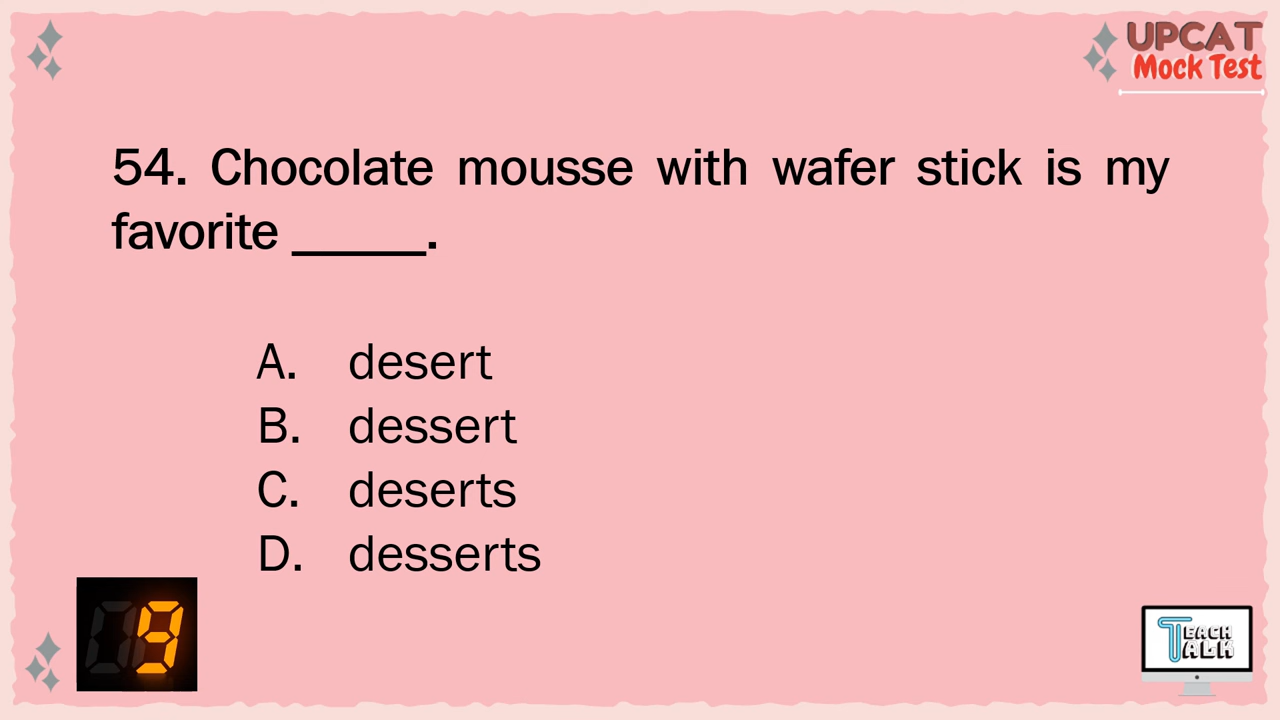 UPCAT
Mock Test
54. Chocolate mousse with wafer stick is my
favorite _____.
A. desert
B. dessert
C. deserts
D. desserts
9
TEACH
TALK